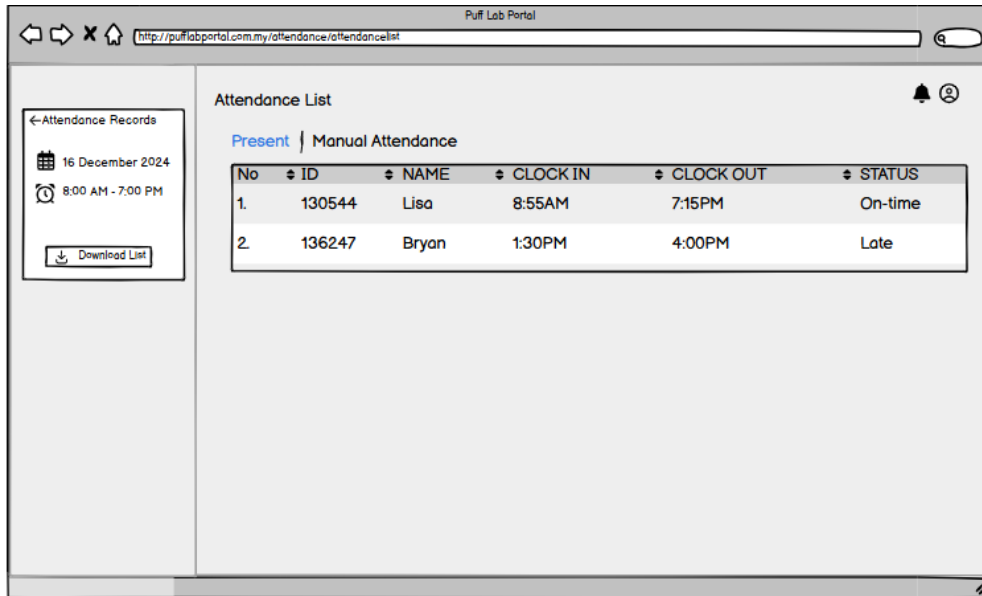 Puff Lab Portal
http://pufflabportal.com.my/attendance/attendancelist
Attendance Records
16 December 2024
8:00 AM - 7:00 PM
Download List
Attendance List
Present | Manual Attendance
No ID NAME CLOCK IN CLOCK OUT STATUS
1. 130544 Lisa 8:55AM 7:15PM On-time
2. 136247 Bryan 1:30PM 4:00PM Late